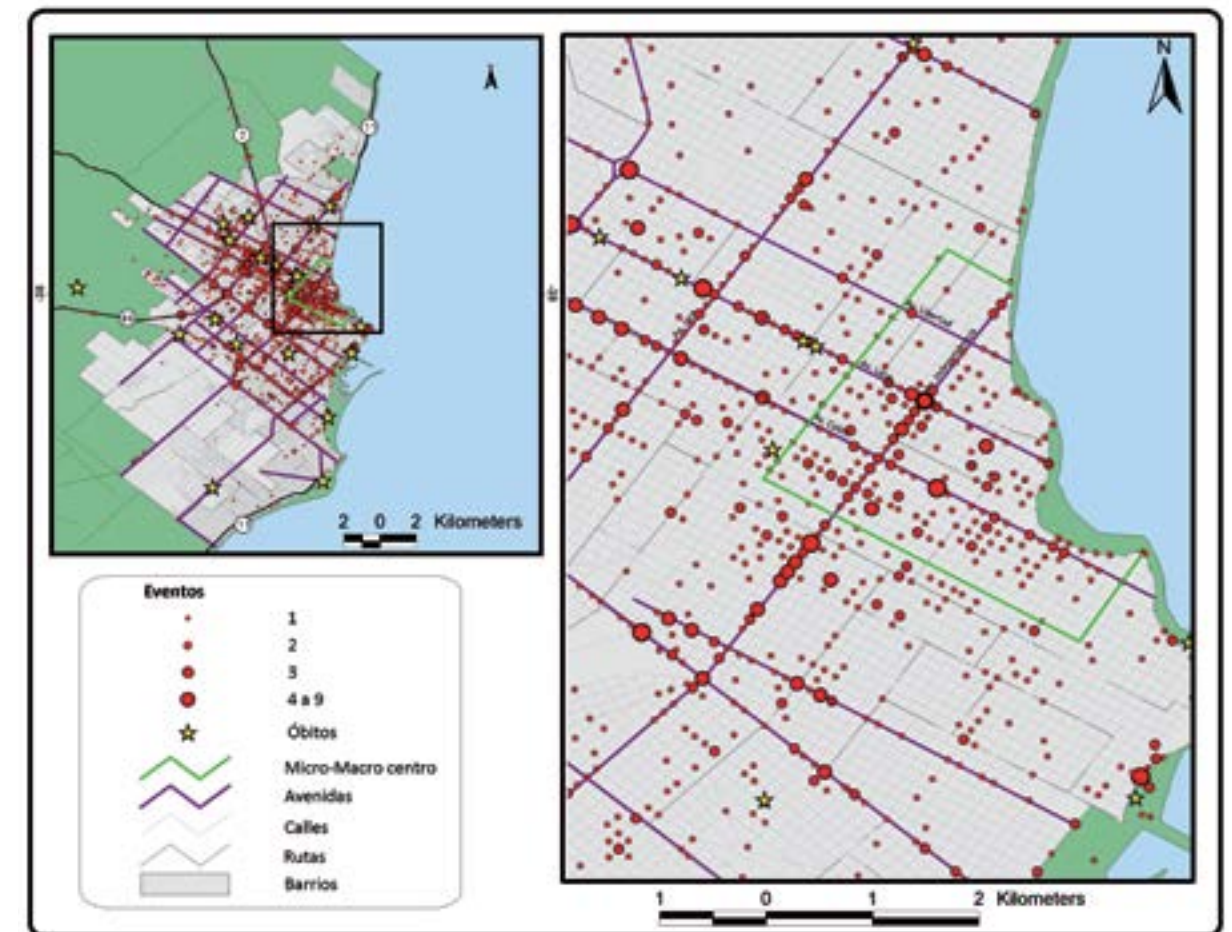 N
2 0 2 Kilometers
Eventos
1
2
3
4 a 9
Óbitos
Micro-Macro centro
Avenidas
Calles
Rutas
Barrios
1 0 1 2 Kilometers